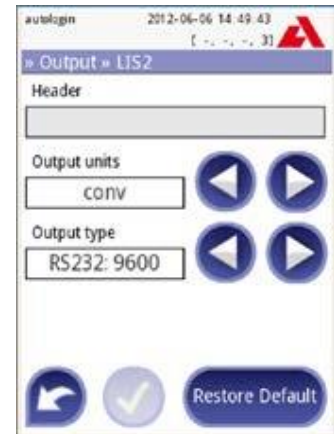 autologin 2012-06-06 14:49:43
[ -, -, -, 3]
» Output » LIS2
Header
Output units
conv
Output type
RS232: 9600
Restore Default